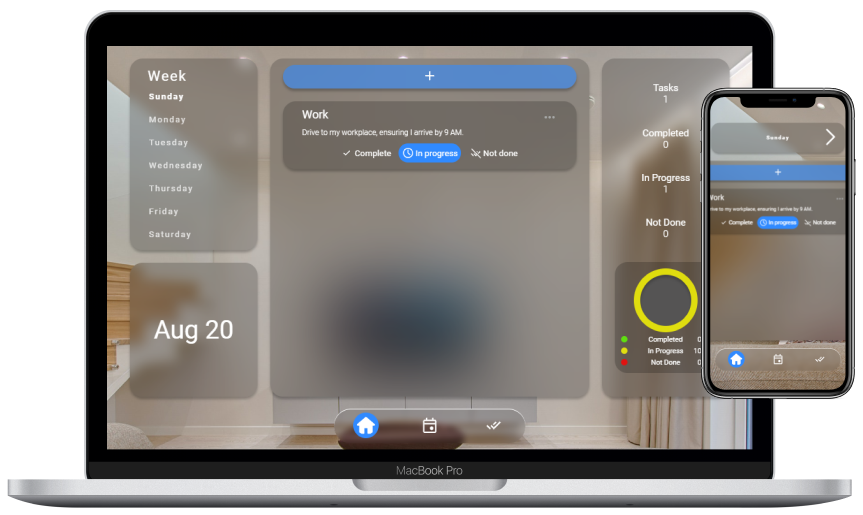 Week
Sunday
Monday
Tuesday
Wednesday
Thursday
Friday
Saturday
Aug 20
+
Work
Drive to my workplace, ensuring I arrive by 9 AM.
Complete
In progress
Not done
Tasks
1
Completed
0
In Progress
1
Not Done
0
Completed 0
In Progress 10
Not Done 0
MacBook Pro
Sunday
+
Work
ive to my workplace, ensuring I arrive by 9 AM.
Complete
In progress
Not done